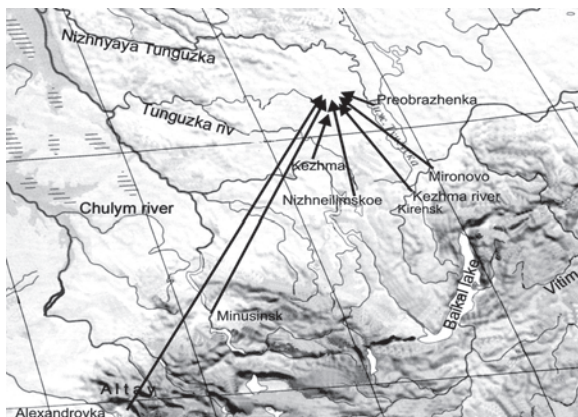 Nizhnyaya Tunguzka
Tunguzka riv
Preobrazhenka
Kezhma
Mironovo
Nizhneilimskoe
Kezhma river
Kirensk
Chulym river
Baikal lake
Vitim
Minusinsk
Altay
Alexandrovka